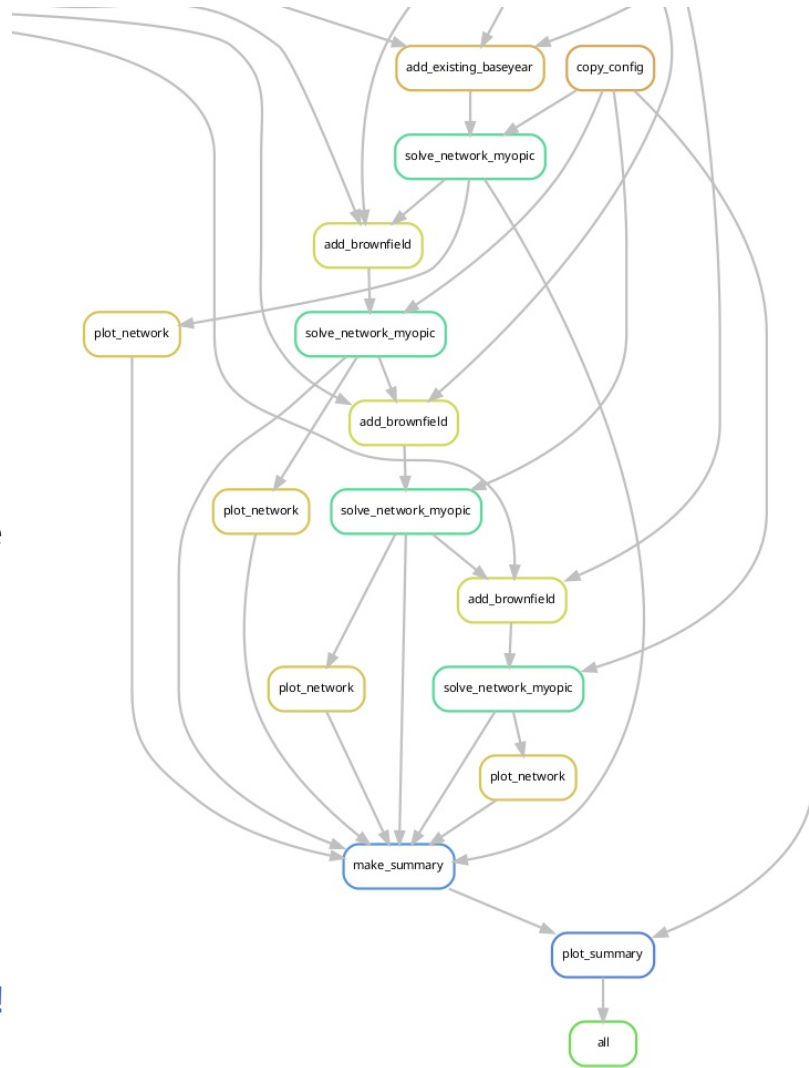 add_existing_baseyear
copy_config
solve_network_myopic
add_brownfield
plot_network
solve_network_myopic
add_brownfield
plot_network
solve_network_myopic
add_brownfield
plot_network
solve_network_myopic
plot_network
make_summary
plot_summary
!
all